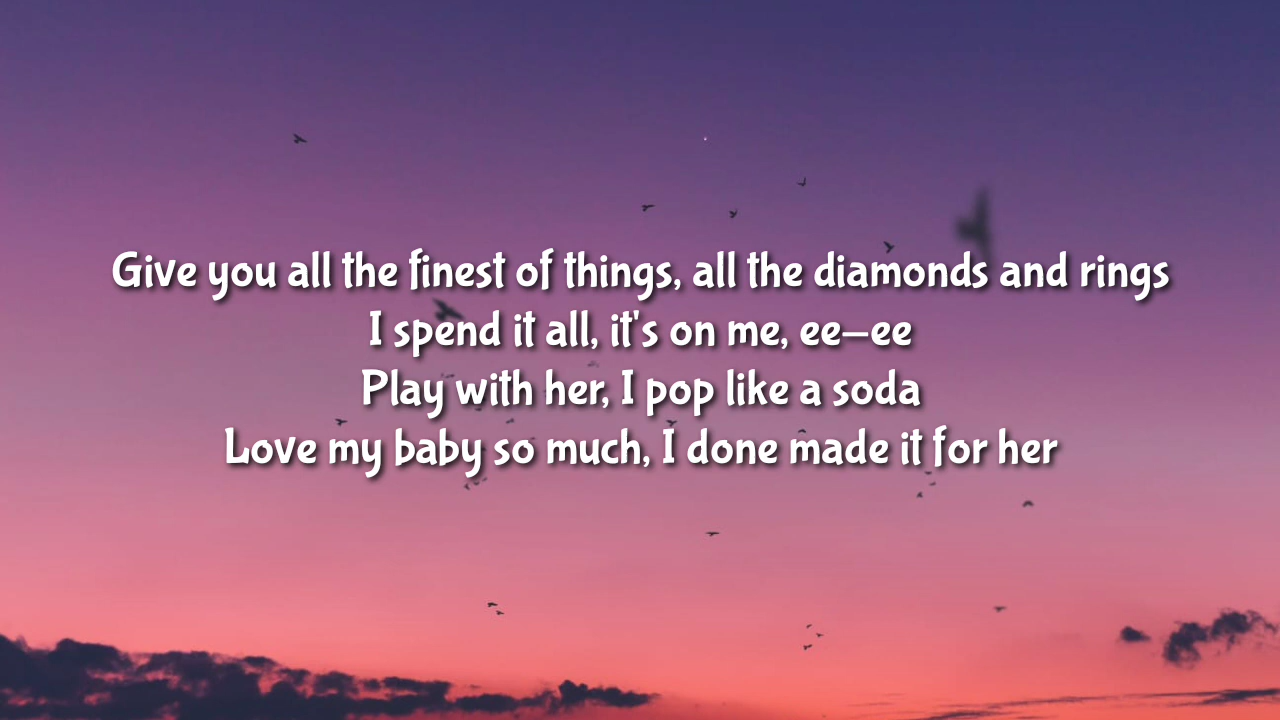 Give you all the finest of things, all the diamonds and rings
I spend it all, it's on me, ee–ee
Play with her, I pop like a soda
Love my baby so much, I done made it for her